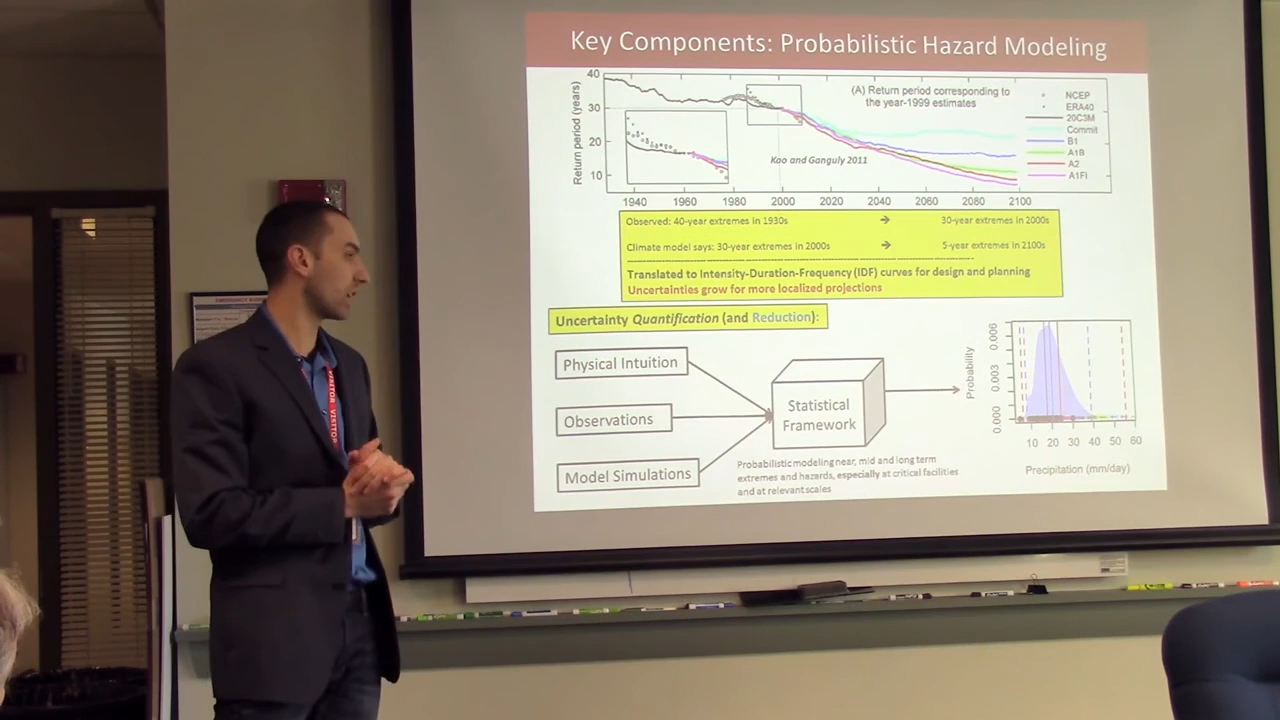 Key Components: Probabilistic Hazard Modeling
Return period (years)
40
30
20
10
(A) Return period corresponding to
the year-1999 estimates
Kao and Ganguly 2011
NCEP
ERA40
20C3M
Commit
B1
A1B
A2
A1FI
1940 1960 1980 2000 2020 2040 2060 2080 2100
Observed: 40-year extremes in 1930s → 30-year extremes in 2000s
Climate model says: 30-year extremes in 2000s → 5-year extremes in 2100s
Translated to Intensity-Duration-Frequency (IDF) curves for design and planning
Uncertainties grow for more localized projections
Uncertainty Quantification (and Reduction):
Physical Intuition
Observations
Model Simulations
Statistical
Framework
Probabilistic modeling near, mid and long term
extremes and hazards, especially at critical facilities
and at relevant scales
Probability
0.006
0.003
0.000
10 20 30 40 50 60
Precipitation (mm/day)
VISITOR VISITOR